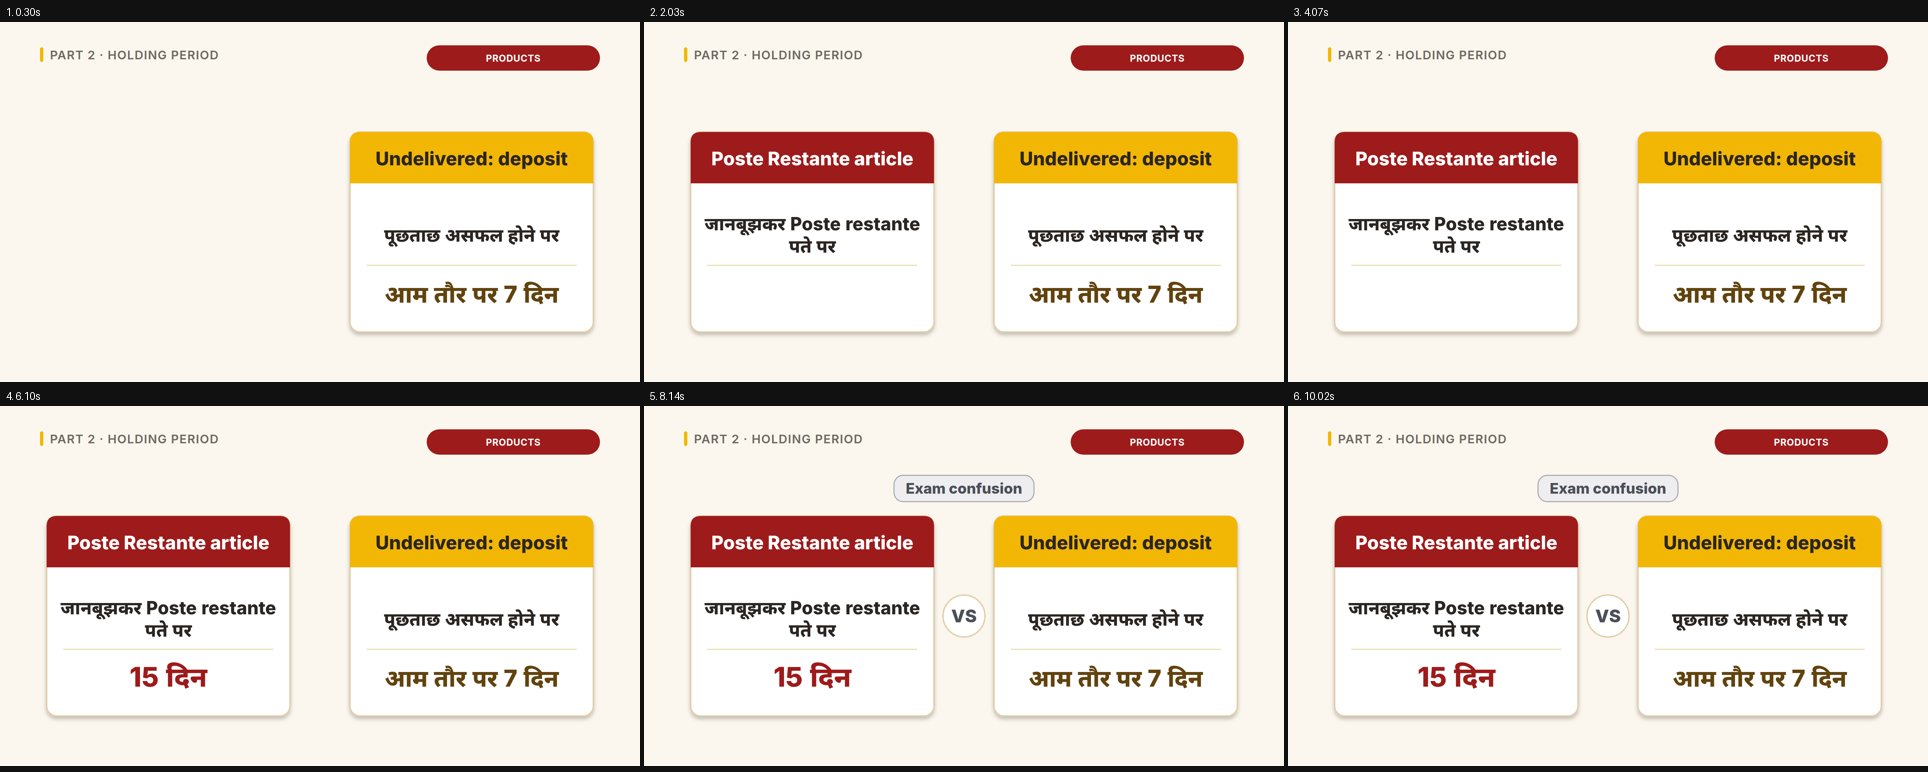 1. 0.30s
PART 2 · HOLDING PERIOD
PRODUCTS
Undelivered: deposit
पूछताछ असफल होने पर
आम तौर पर 7 दिन
2. 2.03s
PART 2 · HOLDING PERIOD
PRODUCTS
Poste Restante article
जानबूझकर Poste restante
पते पर
Undelivered: deposit
पूछताछ असफल होने पर
आम तौर पर 7 दिन
3. 4.07s
PART 2 · HOLDING PERIOD
PRODUCTS
Poste Restante article
जानबूझकर Poste restante
पते पर
Undelivered: deposit
पूछताछ असफल होने पर
आम तौर पर 7 दिन
4. 6.10s
PART 2 · HOLDING PERIOD
PRODUCTS
Poste Restante article
जानबूझकर Poste restante
पते पर
15 दिन
Undelivered: deposit
पूछताछ असफल होने पर
आम तौर पर 7 दिन
5. 8.14s
PART 2 · HOLDING PERIOD
PRODUCTS
Exam confusion
Poste Restante article
जानबूझकर Poste restante
पते पर
15 दिन
VS
Undelivered: deposit
पूछताछ असफल होने पर
आम तौर पर 7 दिन
6. 10.02s
PART 2 · HOLDING PERIOD
PRODUCTS
Exam confusion
Poste Restante article
जानबूझकर Poste restante
पते पर
15 दिन
VS
Undelivered: deposit
पूछताछ असफल होने पर
आम तौर पर 7 दिन